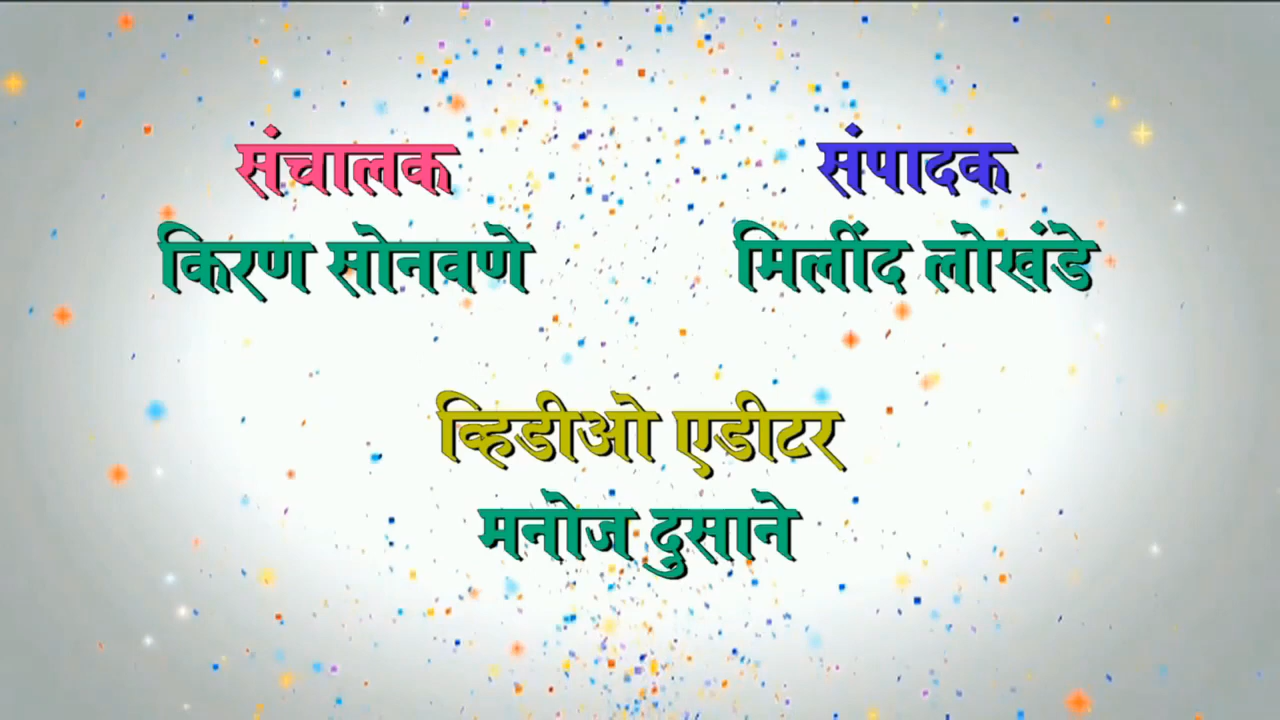 संचालक
किरण सोनवणे
संपादक
मिलींद लोखंडे
व्हिडीओ एडीटर
मनोज दुसाने